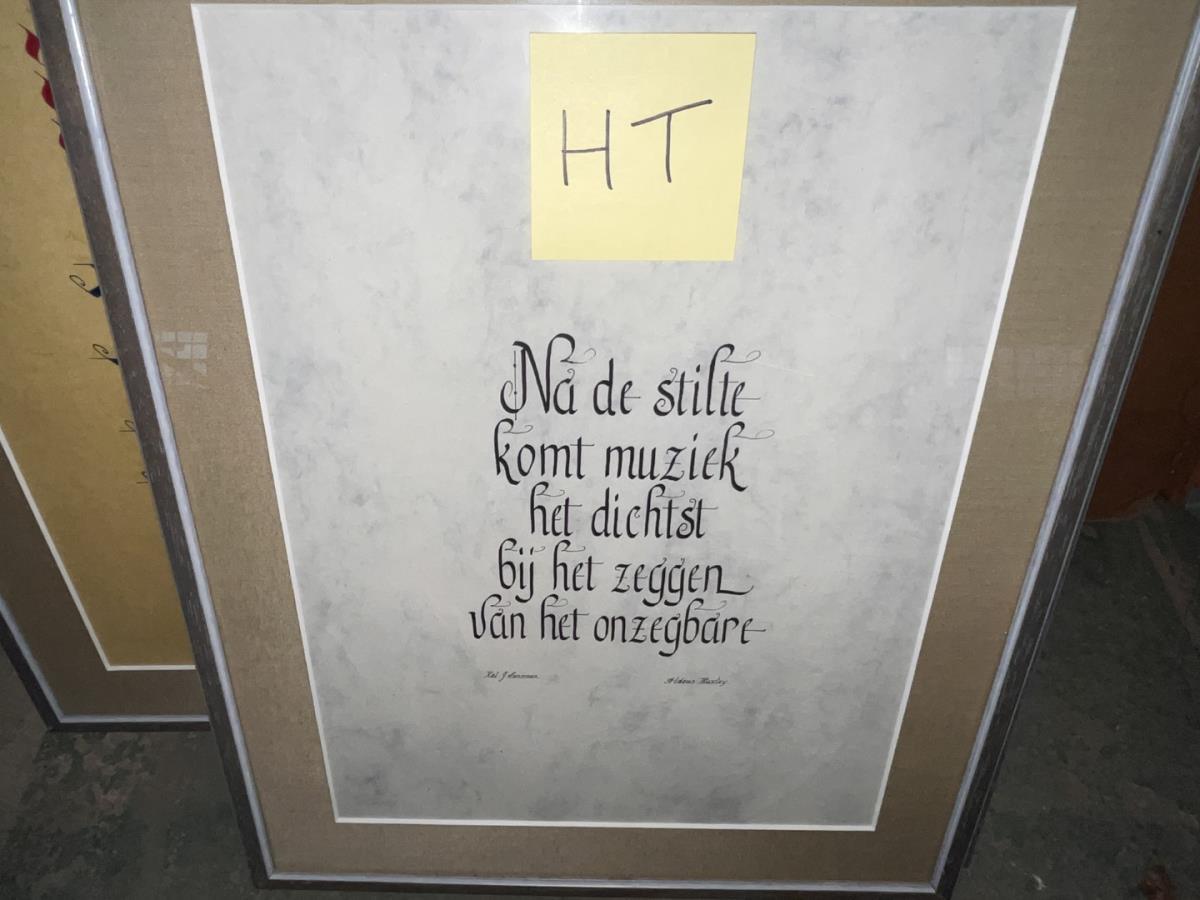 HT
Na de stilte
komt muziek
het dichtst
bij het zeggen
van het onzegbare
Aldous Huxley